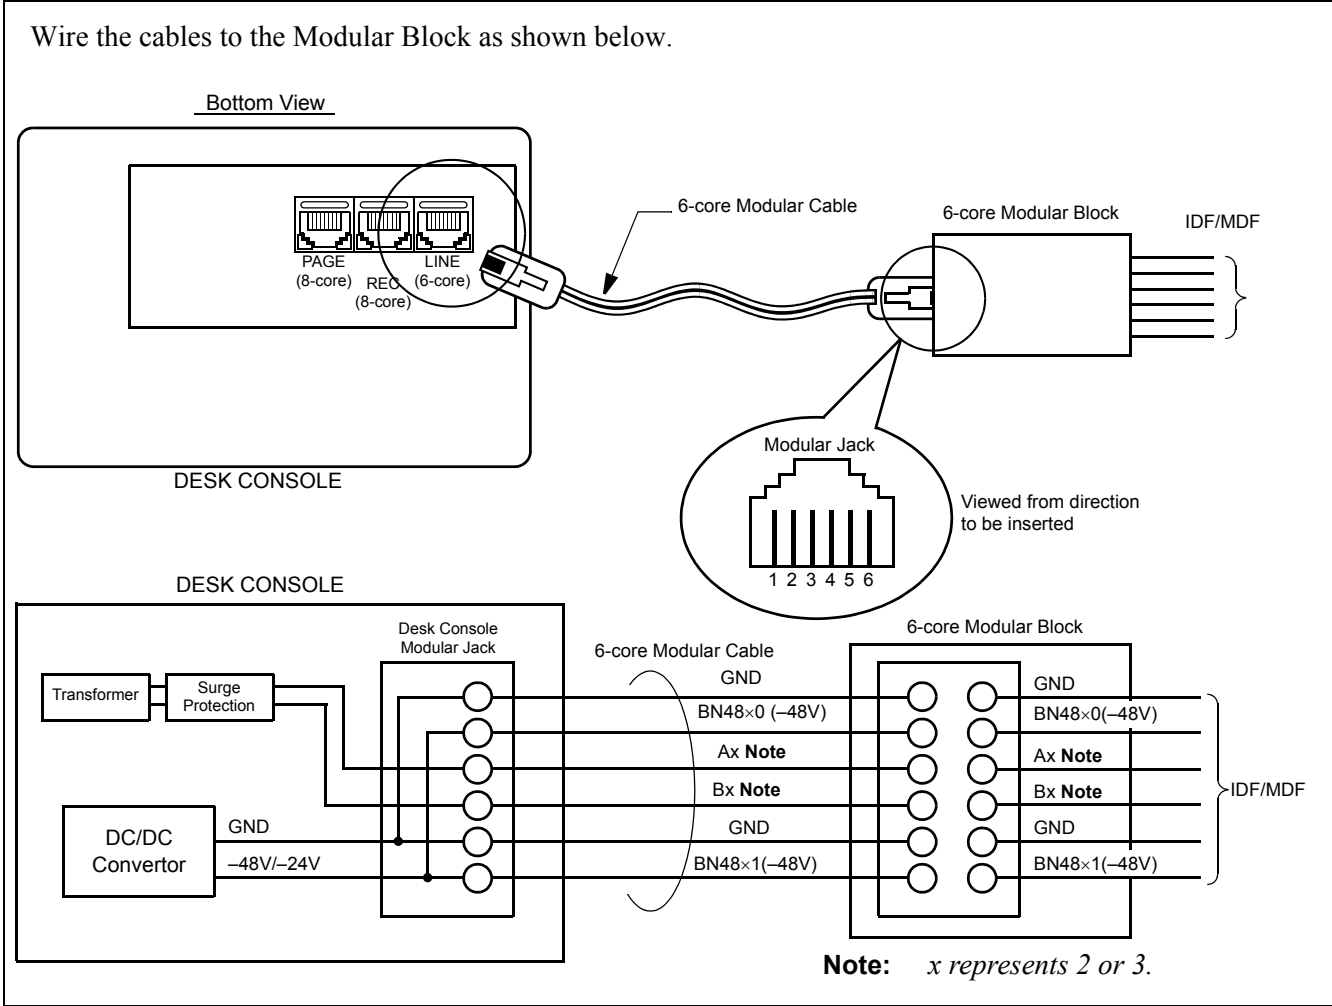 Wire the cables to the Modular Block as shown below.
Bottom View
6-core Modular Cable
6-core Modular Block
IDF/MDF
PAGE
(8-core)
REC
(8-core)
LINE
(6-core)
DESK CONSOLE
Modular Jack
1 2 3 4 5 6
Viewed from direction
to be inserted
DESK CONSOLE
Desk Console
Modular Jack
6-core Modular Cable
6-core Modular Block
Transformer
Surge
Protection
GND
GND
BN48×0 (–48V)
BN48×0(–48V)
Ax Note
Ax Note
Bx Note
Bx Note
IDF/MDF
DC/DC
Convertor
GND
GND
GND
–48V/–24V
BN48×1(–48V)
BN48×1(–48V)
Note: x represents 2 or 3.